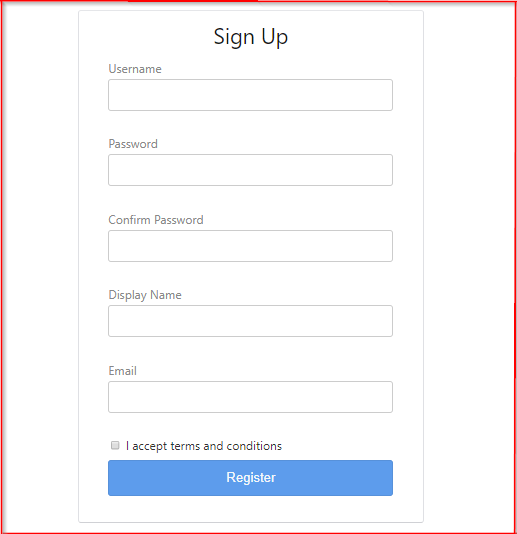 Sign Up
Username
Password
Confirm Password
Display Name
Email
I accept terms and conditions
Register